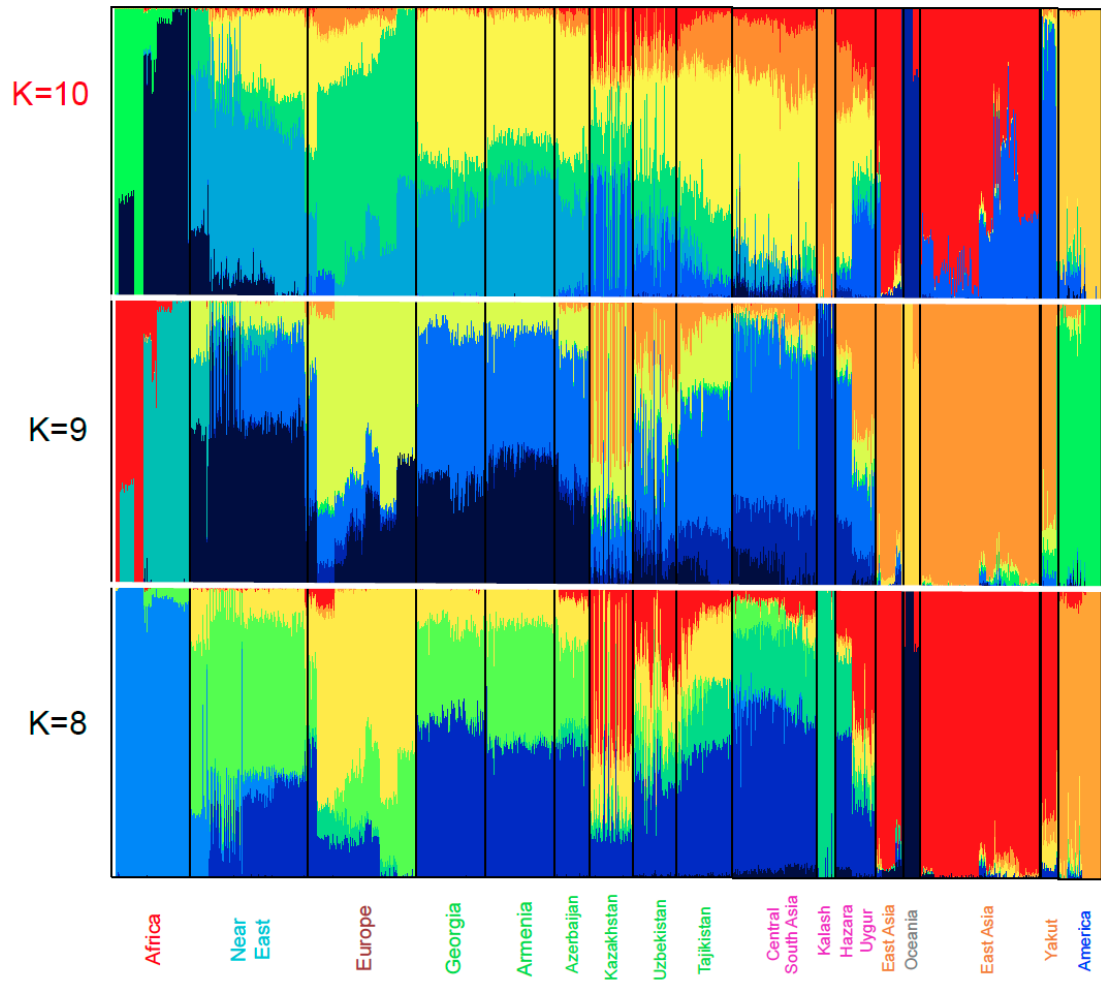 K=10
K=9
K=8
Africa
Near
East
Europe
Georgia
Armenia
Azerbaijan
Kazakhstan
Uzbekistan
Tajikistan
Central
South Asia
Kalash
Hazara
Uygur
East Asia
Oceania
East Asia
Yakut
America